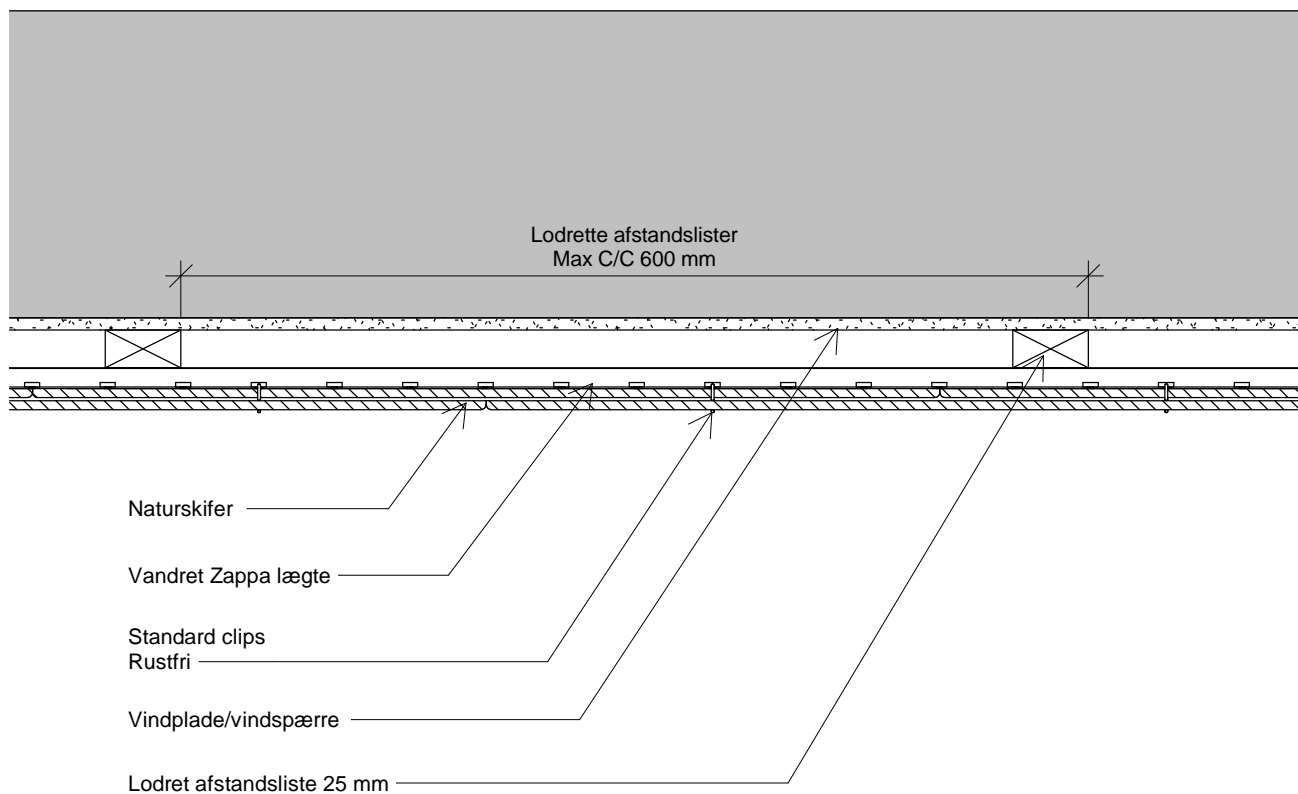 Lodrette afstandslister
Max C/C 600 mm
Naturskifer
Vandret Zappa lægte
Standard clips
Rustfri
Vindplade/vindspærre
Lodret afstandsliste 25 mm